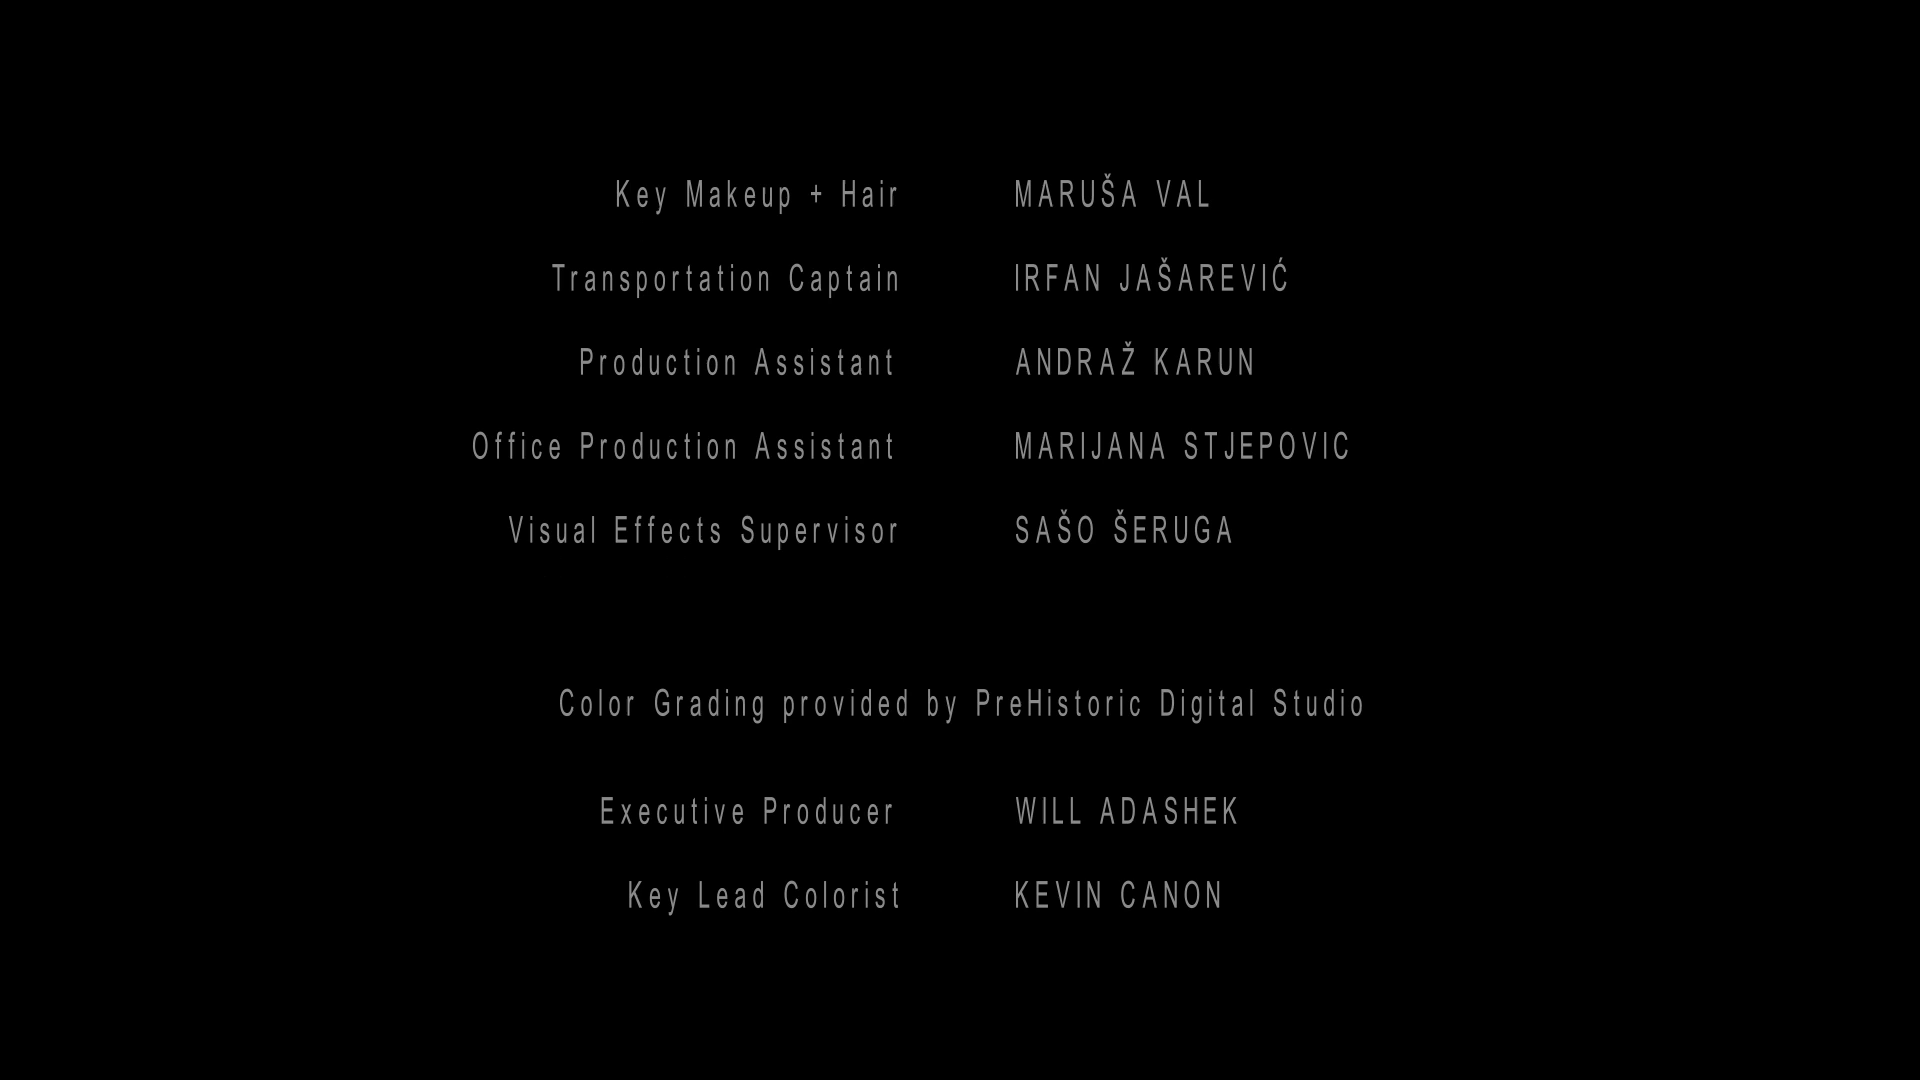 Key Makeup + Hair MARUŠA VAL
Transportation Captain IRFAN JAŠAREVIĆ
Production Assistant ANDRAŽ KARUN
Office Production Assistant MARIJANA STJEPOVIC
Visual Effects Supervisor SAŠO ŠERUGA
Color Grading provided by PreHistoric Digital Studio
Executive Producer WILL ADASHEK
Key Lead Colorist KEVIN CANON